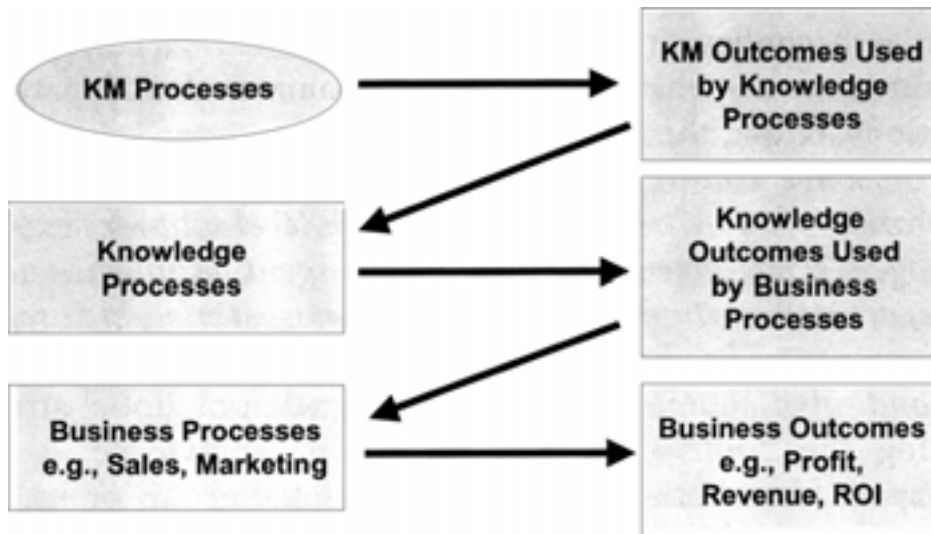 KM Processes
KM Outcomes Used
by Knowledge
Processes
Knowledge
Processes
Knowledge
Outcomes Used
by Business
Processes
Business Processes
e.g., Sales, Marketing
Business Outcomes
e.g., Profit,
Revenue, ROI